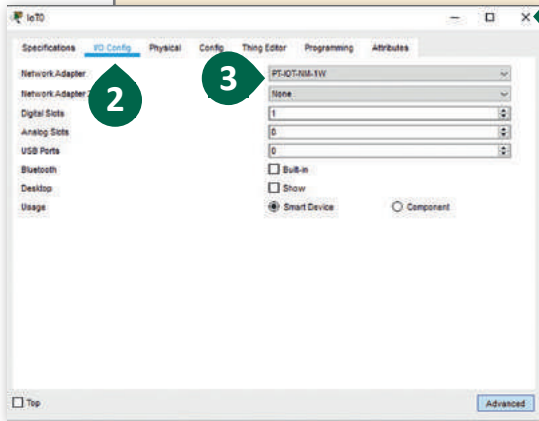 IoT0
Specifications I/O Config Physical Config Thing Editor Programming Attributes
Network Adapter PT-IOT-NM-1W
3
Network Adapter None
2
Digital Slots 1
Analog Slots 0
USB Ports 0
Bluetooth Built-in
Desktop Show
Usage Smart Device Component
Top Advanced